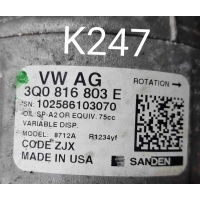 K247
VW AG
ROTATION →
3Q0 816 803 E
SN: 102586103070
OIL: SP-A2 OR EQUIV. 75cc
VARIABLE DISP.
MODEL 8712A R1234yf
CODE ZJX
MADE IN USA
SANDEN